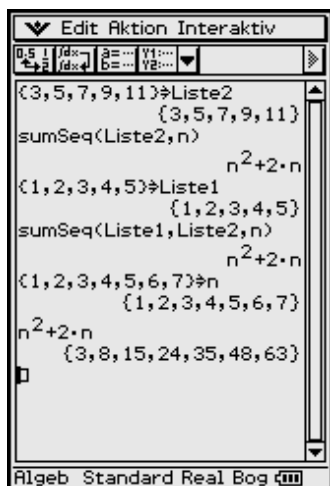 Edit Aktion Interaktiv
{3,5,7,9,11}⇒Liste2
{3,5,7,9,11}
sumSeq(Liste2,n)
n²+2·n
{1,2,3,4,5}⇒Liste1
{1,2,3,4,5}
sumSeq(Liste1,Liste2,n)
n²+2·n
{1,2,3,4,5,6,7}⇒n
{1,2,3,4,5,6,7}
n²+2·n
{3,8,15,24,35,48,63}
Algeb Standard Real Bog